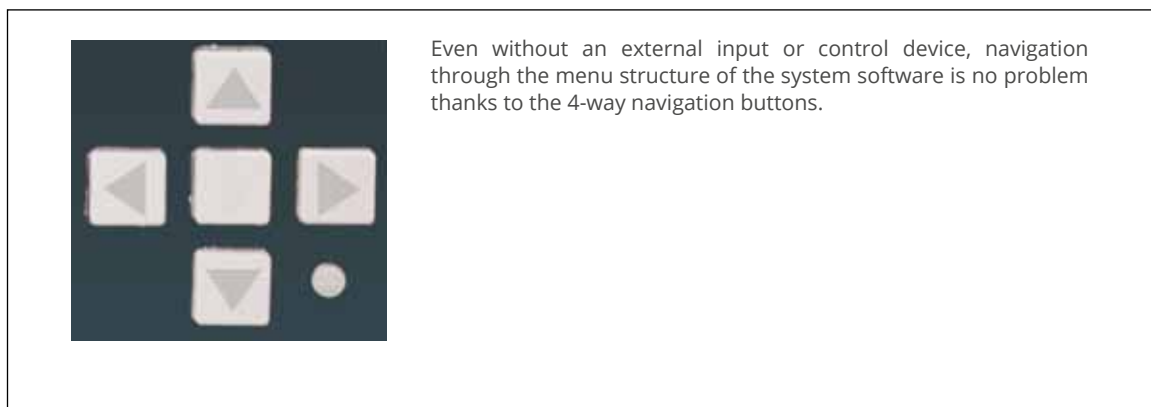 Even without an external input or control device, navigation
through the menu structure of the system software is no problem
thanks to the 4-way navigation buttons.